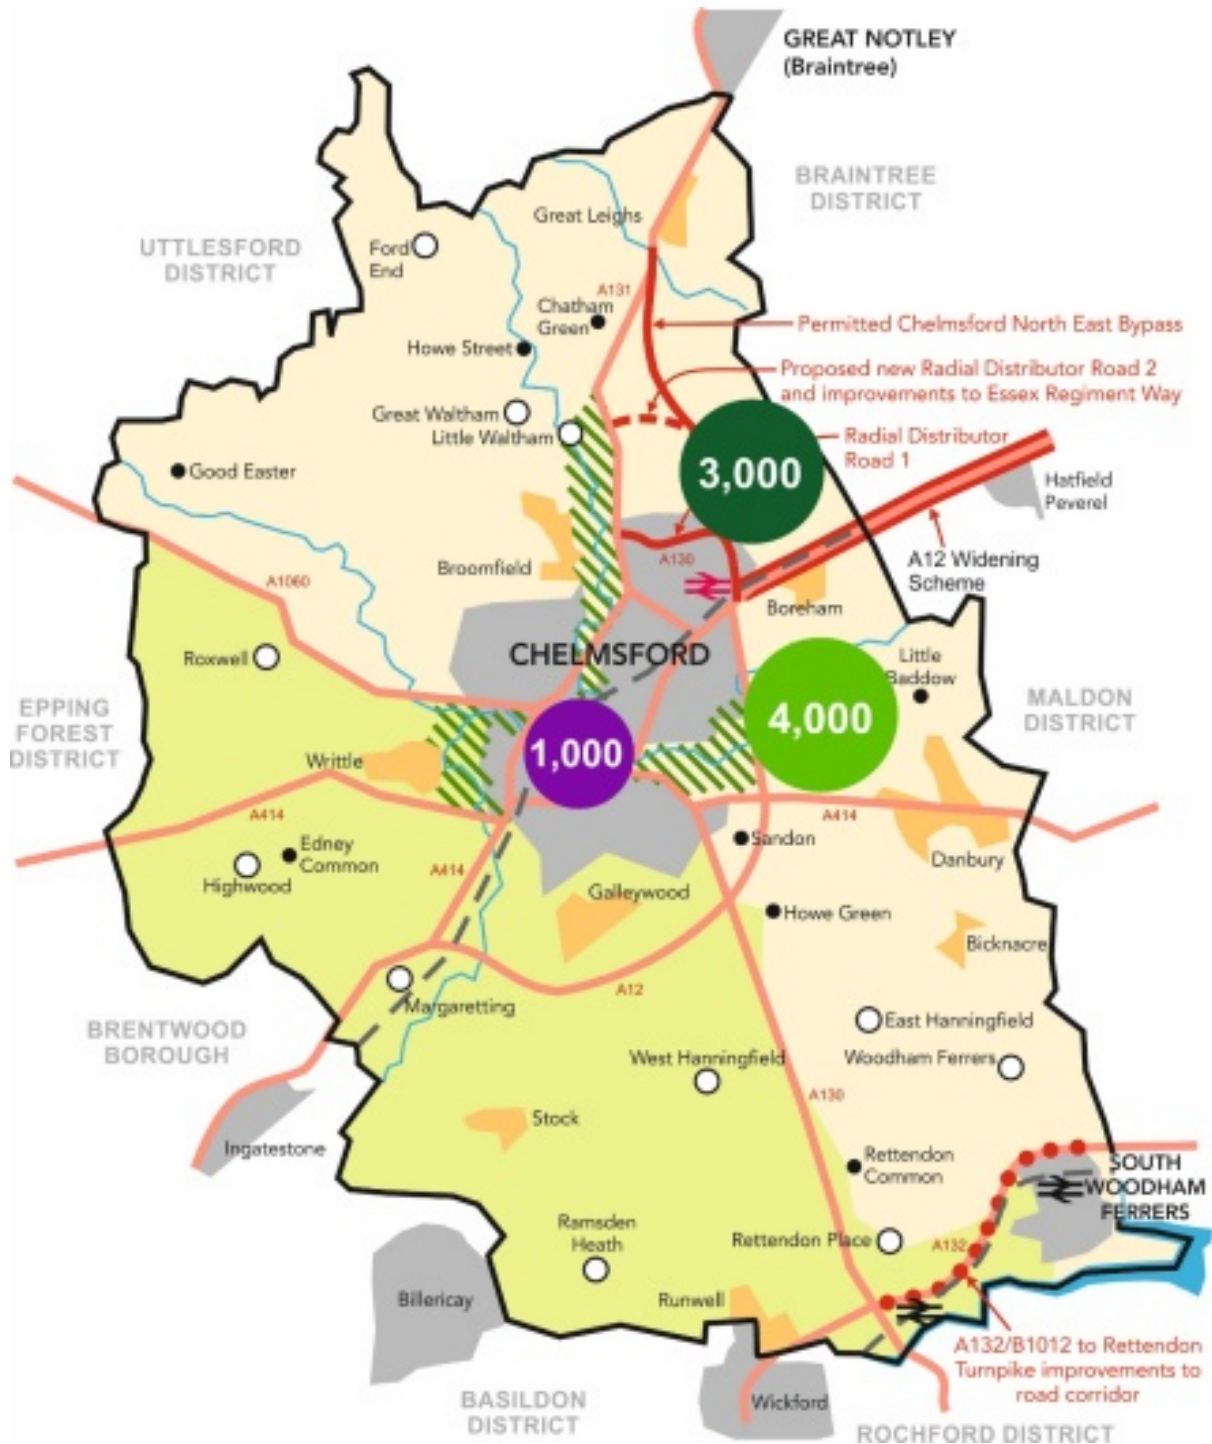 GREAT NOTLEY
(Braintree)
BRAINTREE
DISTRICT
UTTLESFORD
DISTRICT
Great Leighs
Ford
End
A131
Chatham
Green
Permitted Chelmsford North East Bypass
Howe Street
Proposed new Radial Distributor Road 2
and improvements to Essex Regiment Way
Great Waltham
Little Waltham
Radial Distributor
Road 1
3,000
Good Easter
Hatfield
Peverel
A130
A12 Widening
Scheme
Broomfield
A1060
Boreham
CHELMSFORD
Roxwell
Little
Baddow
EPPING
FOREST
DISTRICT
MALDON
DISTRICT
4,000
1,000
Writtle
A414
A414
Sandon
Edney
Common
Highwood
A414
Danbury
Galleywood
Howe Green
Bicknacre
A12
Margaretting
BRENTWOOD
BOROUGH
East Hanningfield
West Hanningfield
Woodham Ferrers
A130
Stock
Ingatestone
Rettendon
Common
SOUTH
WOODHAM
FERRERS
Ramsden
Heath
Rettendon Place
A132
Billericay
Runwell
A132/B1012 to Rettendon
Turnpike improvements to
road corridor
Wickford
BASILDON
DISTRICT
ROCHFORD DISTRICT